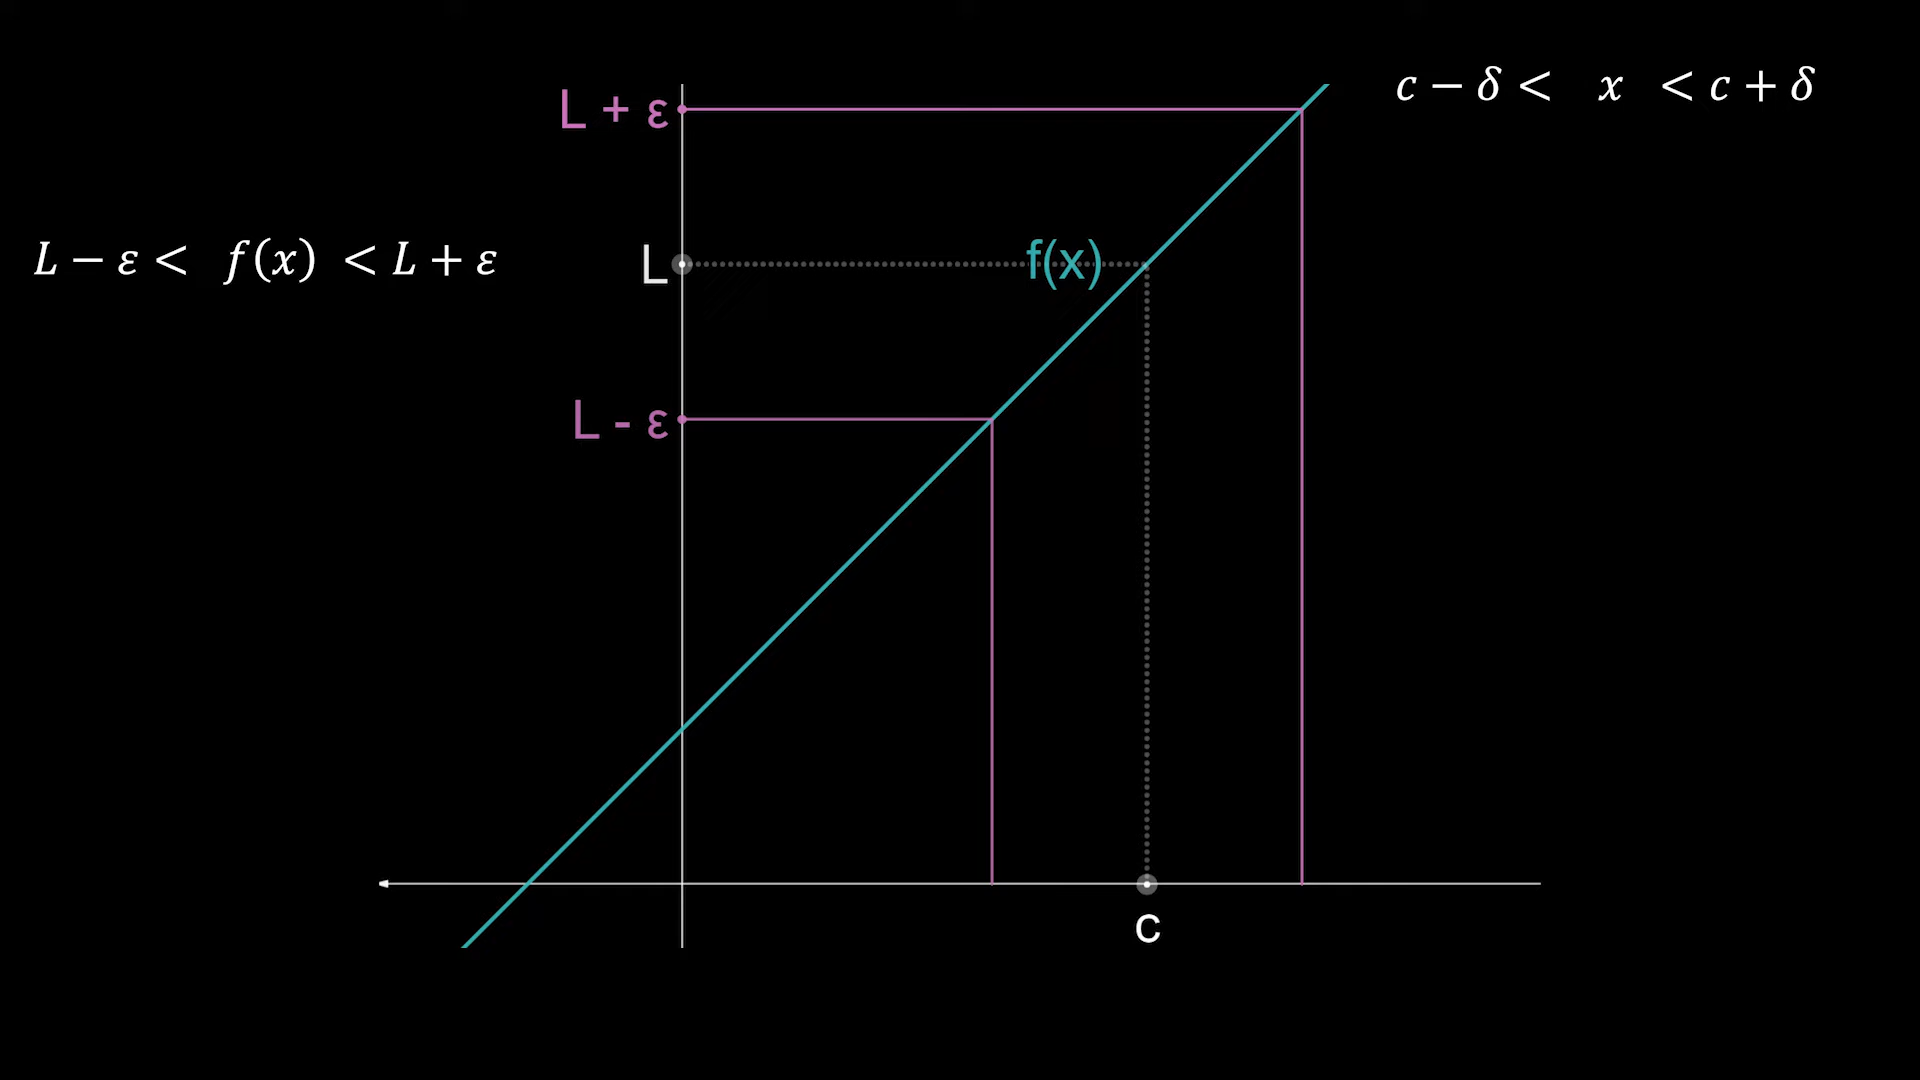 c − δ < x < c + δ
L + ε
L − ε < f(x) < L + ε
L
f(x)
L - ε
c